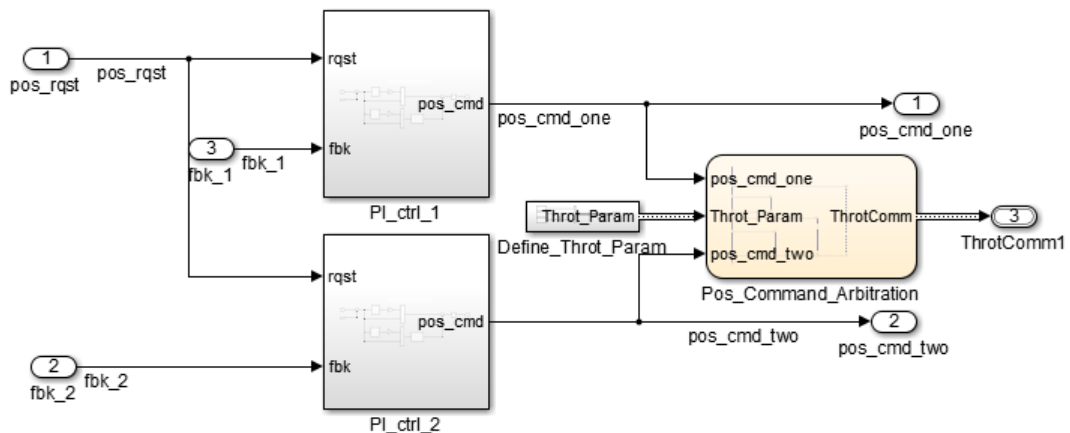 1
pos_rqst
pos_rqst
3
fbk_1
fbk_1
rqst
pos_cmd
fbk
PI_ctrl_1
pos_cmd_one
1
pos_cmd_one
Throt_Param
Define_Throt_Param
pos_cmd_one
Throt_Param
ThrotComm
pos_cmd_two
Pos_Command_Arbitration
3
ThrotComm1
rqst
pos_cmd
fbk
PI_ctrl_2
pos_cmd_two
2
pos_cmd_two
2
fbk_2
fbk_2